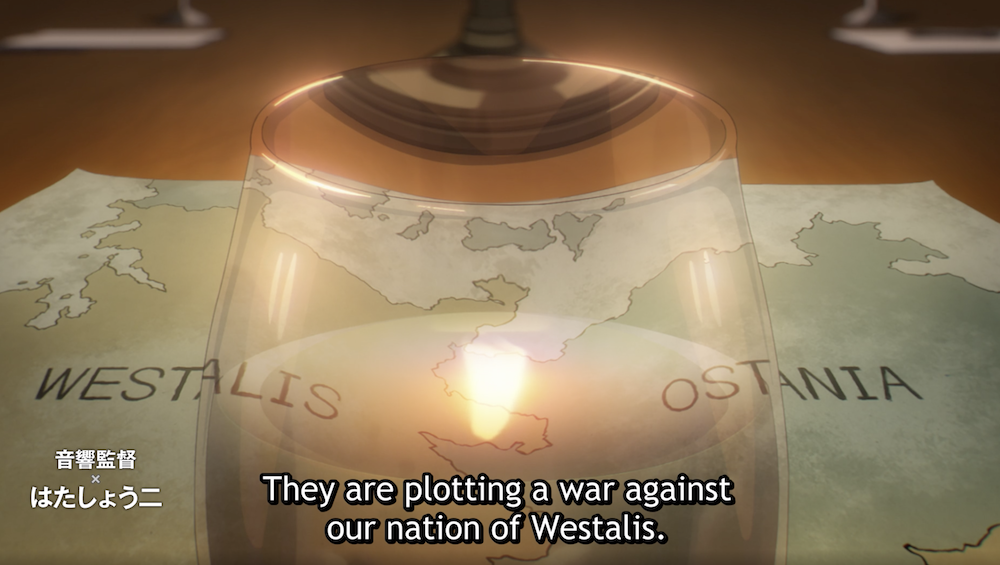 WESTALIS
OSTANIA
音響監督
×
はたしょう二
They are plotting a war against
our nation of Westalis.